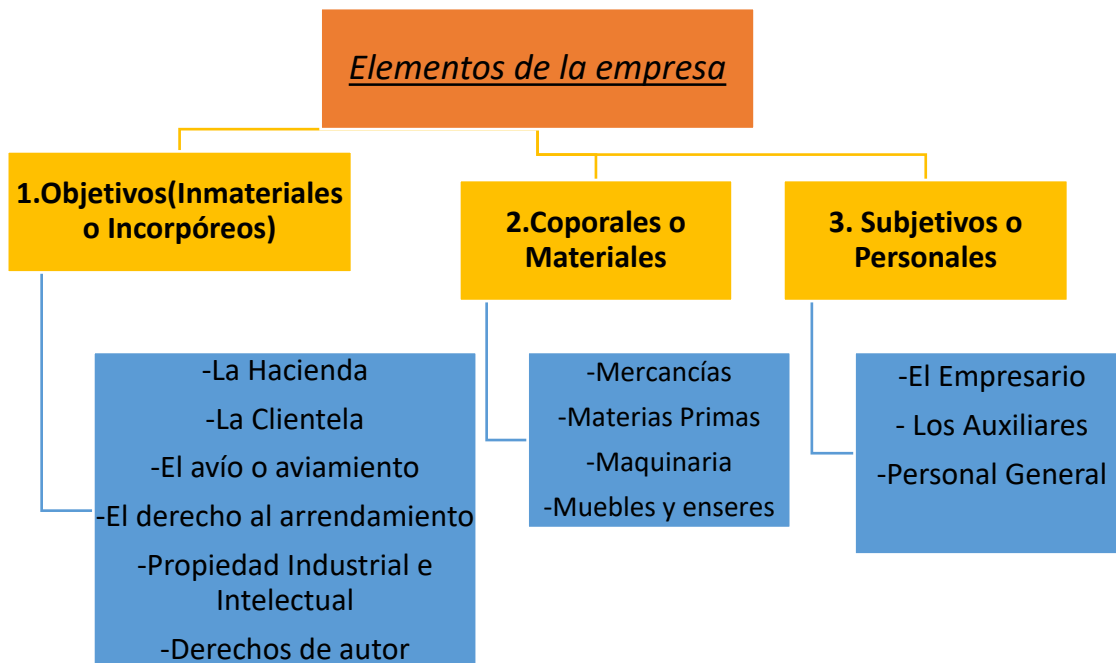 Elementos de la empresa
1.Objetivos(Inmateriales
o Incorpóreos)
-La Hacienda
-La Clientela
-El avío o aviamiento
-El derecho al arrendamiento
-Propiedad Industrial e
Intelectual
-Derechos de autor
2.Coporales o
Materiales
-Mercancías
-Materias Primas
-Maquinaria
-Muebles y enseres
3. Subjetivos o
Personales
-El Empresario
- Los Auxiliares
-Personal General